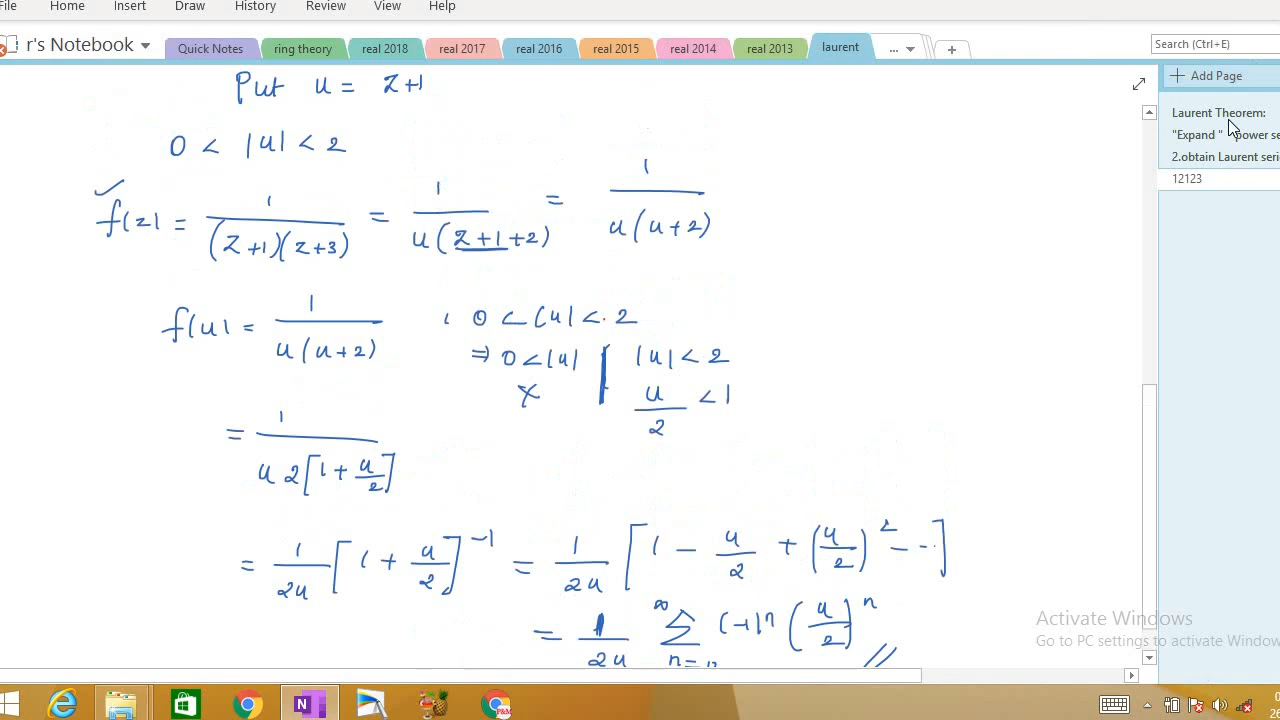 File Home Insert Draw History Review View Help
r's Notebook Quick Notes ring theory real 2018 real 2017 real 2016 real 2015 real 2014 real 2013 laurent ... +
Search (Ctrl+E)
+ Add Page
Laurent Theorem:
"Expand " power se
2.obtain Laurent seri
12123
Put u = z+1
0 < |u| < 2
f(z) = 1/((z+1)(z+3)) = 1/(u(z+1+2)) = 1/(u(u+2))
f(u) = 1/(u(u+2)) , 0 < |u| < 2
⇒ 0 < |u| | |u| < 2
× u/2 < 1
= 1/(u 2[1 + u/2])
= 1/2u [1 + u/2]^-1 = 1/2u [1 - u/2 + (u/2)^2 - - -]
= 1/2u ∞ Σ n= (-1)^n (u/2)^n //
Activate Windows
Go to PC settings to activate Window